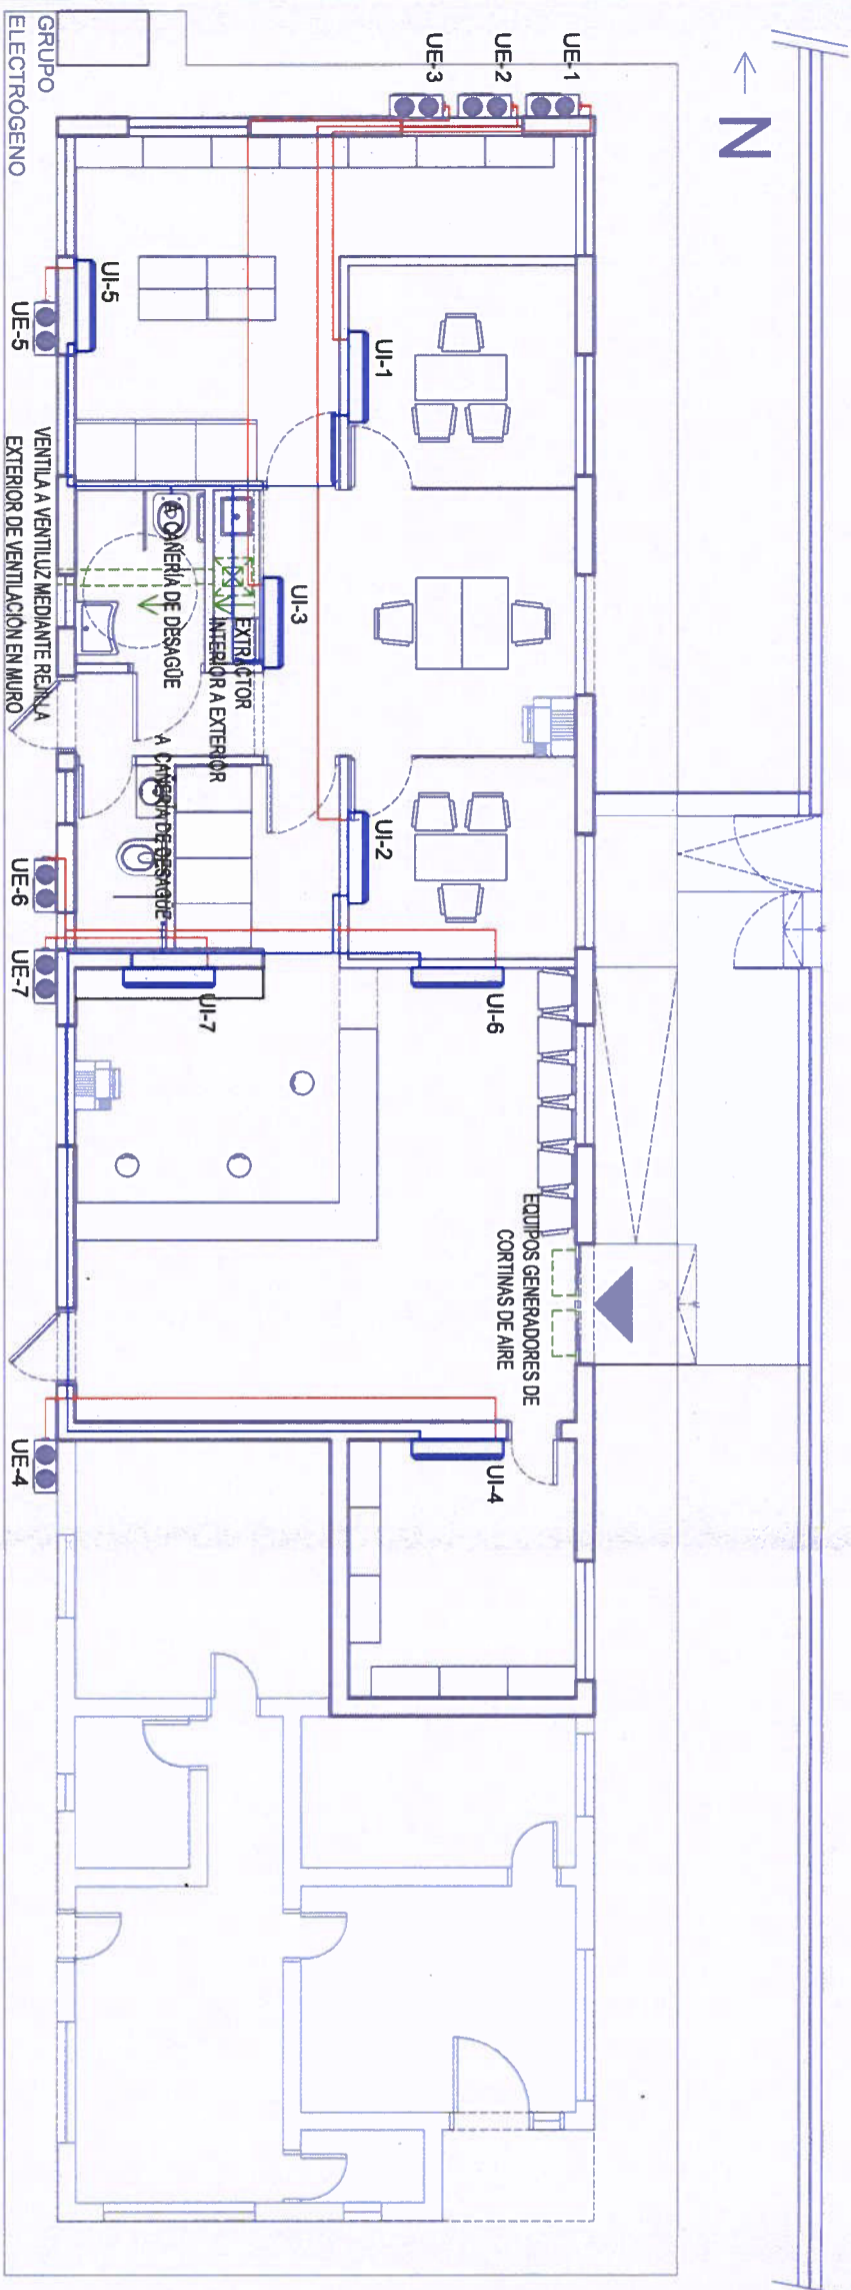 N
UE-1
UE-2
UE-3
GRUPO
ELECTRÓGENO
UI-5
UE-5
UI-1
UI-3
UI-2
VENTILA A VENTILUZ MEDIANTE REJILLA
EXTERIOR DE VENTILACIÓN EN MURO
A CAÑERÍA DE DESAGÜE
EXTRACTOR
INTERIOR A EXTERIOR
A CAÑERÍA DE DESAGÜE
UE-6
UE-7
UI-7
UI-6
EQUIPOS GENERADORES DE
CORTINAS DE AIRE
UI-4
UE-4